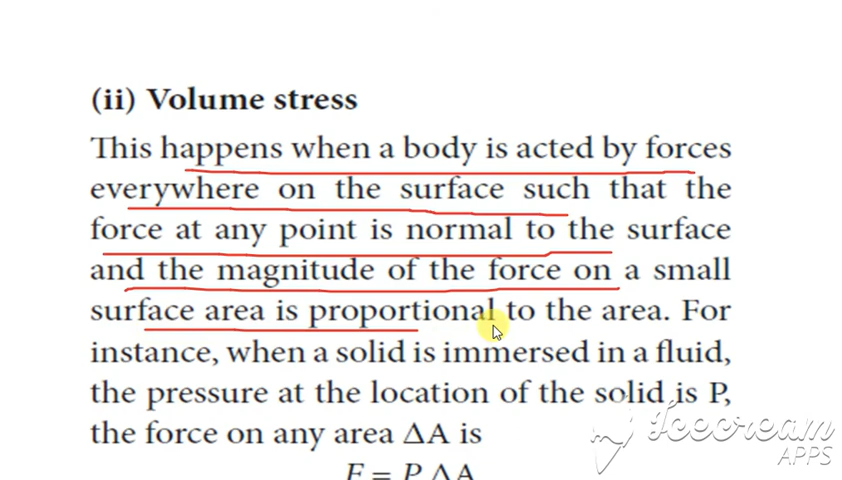 (ii) Volume stress
This happens when a body is acted by forces
everywhere on the surface such that the
force at any point is normal to the surface
and the magnitude of the force on a small
surface area is proportional to the area. For
instance, when a solid is immersed in a fluid,
the pressure at the location of the solid is P,
the force on any area ΔA is
F = P ΔA
Icecream
APPS